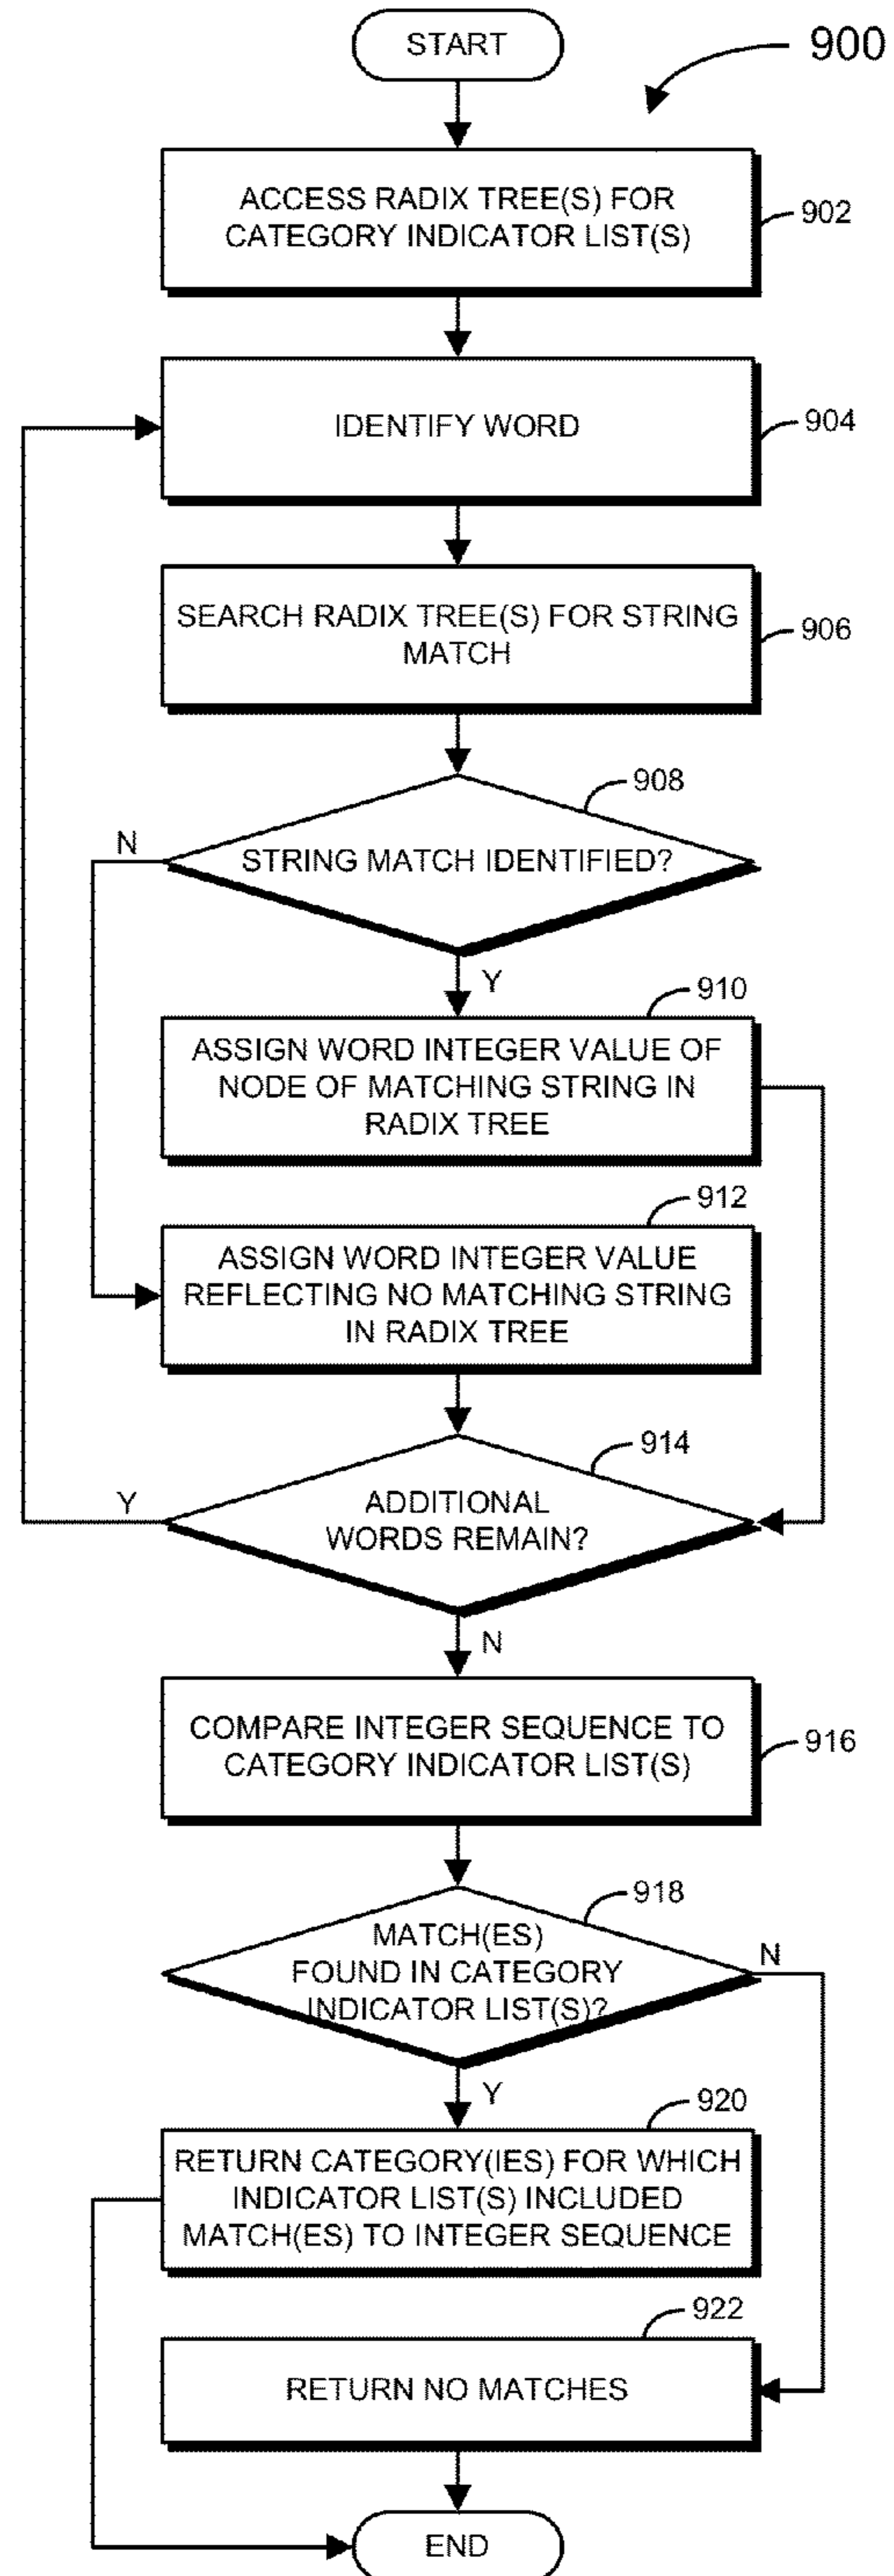 START
900
ACCESS RADIX TREE(S) FOR
CATEGORY INDICATOR LIST(S)
902
IDENTIFY WORD
904
SEARCH RADIX TREE(S) FOR STRING
MATCH
906
908
STRING MATCH IDENTIFIED?
N
Y
910
ASSIGN WORD INTEGER VALUE OF
NODE OF MATCHING STRING IN
RADIX TREE
912
ASSIGN WORD INTEGER VALUE
REFLECTING NO MATCHING STRING
IN RADIX TREE
914
ADDITIONAL
WORDS REMAIN?
Y
N
COMPARE INTEGER SEQUENCE TO
CATEGORY INDICATOR LIST(S)
916
918
MATCH(ES)
FOUND IN CATEGORY
INDICATOR LIST(S)?
N
Y
920
RETURN CATEGORY(IES) FOR WHICH
INDICATOR LIST(S) INCLUDED
MATCH(ES) TO INTEGER SEQUENCE
922
RETURN NO MATCHES
END